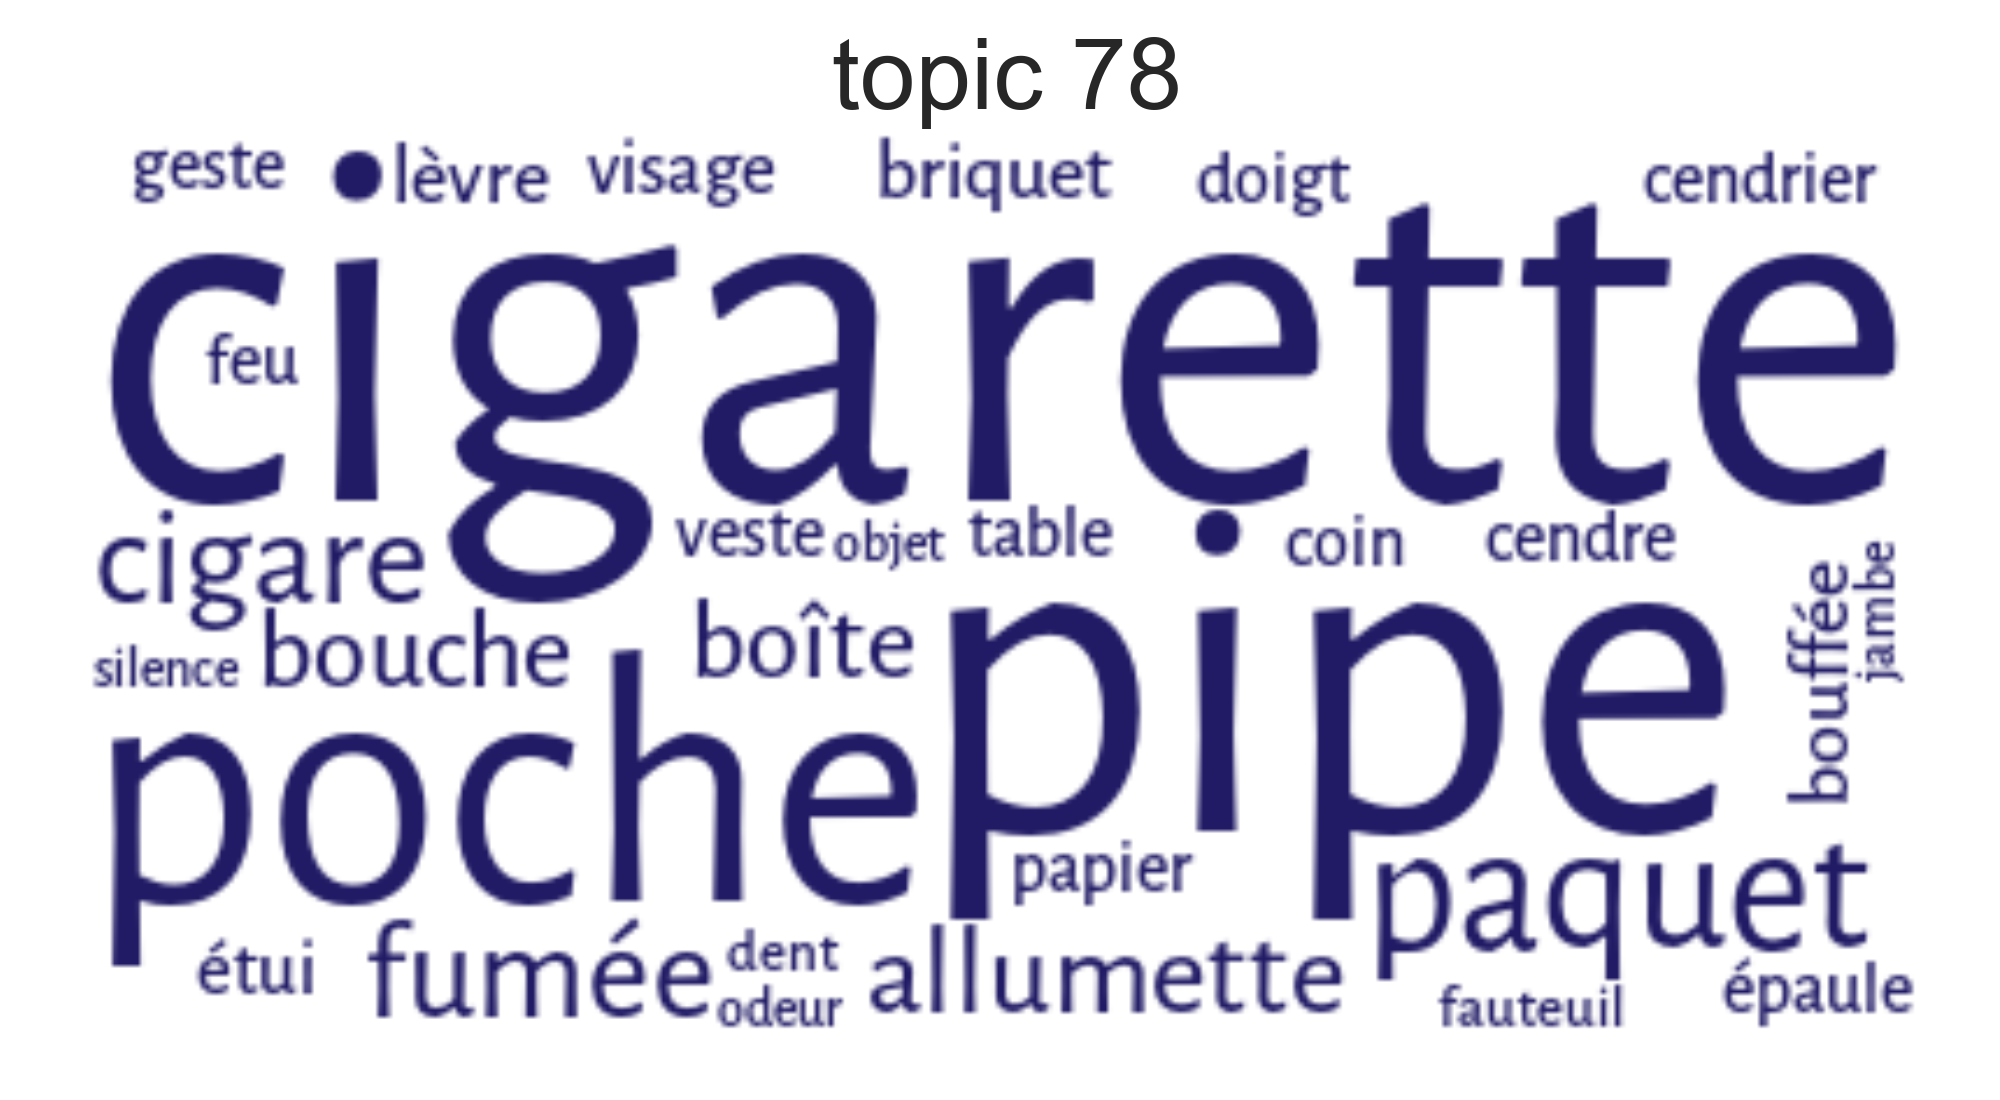 topic 78
geste lèvre visage briquet doigt cendrier
cigarette
feu
cigare veste objet table coin cendre
silence bouche boîte pipe bouffée jambe
poche
papier paquet
étui fumée dent allumette fauteuil épaule
odeur